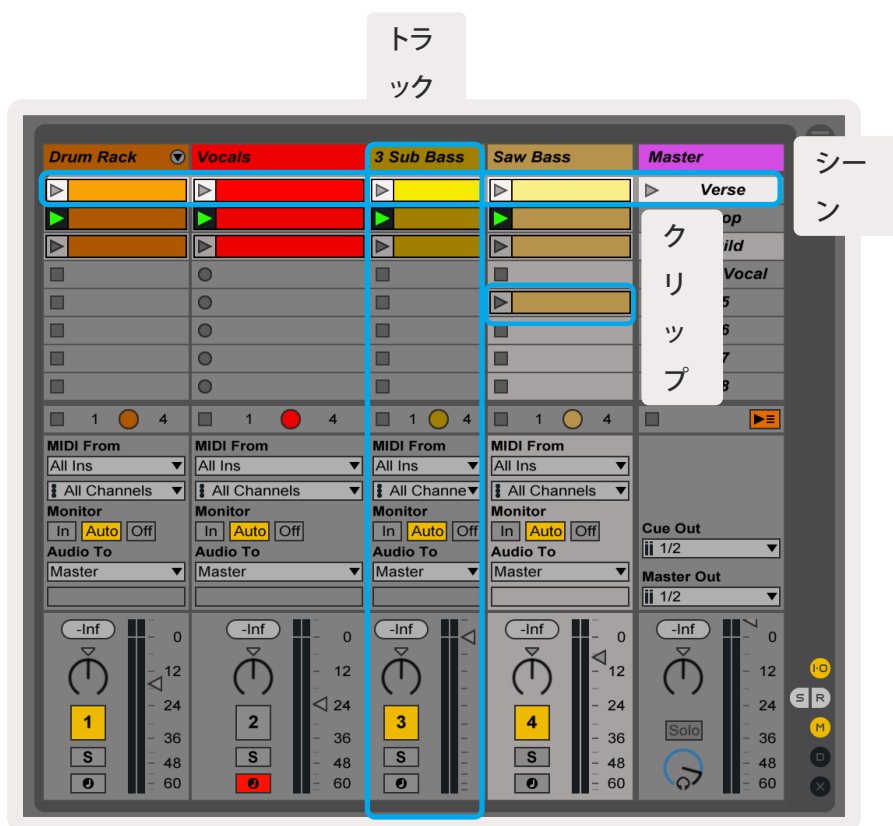 トラ
ック
Drum Rack Vocals 3 Sub Bass Saw Bass Master
シー
ン
Verse
op
ild
Vocal
5
6
7
8
ク
リ
ッ
プ
1 4 1 4 1 4 1 4
MIDI From MIDI From MIDI From MIDI From
All Ins All Ins All Ins All Ins
All Channels All Channels All Channe All Channels
Monitor Monitor Monitor Monitor
In Auto Off In Auto Off In Auto Off In Auto Off
Cue Out
1/2
Audio To Audio To Audio To Audio To
Master Master Master Master
Master Out
1/2
-Inf -Inf -Inf -Inf -Inf
0 0 0 0
12 12 12 12
24 24 24 24
36 36 36 36
48 48 48 48
60 60 60 60
1 2 3 4 Solo
S S S S
I·O
S R
M
D
X